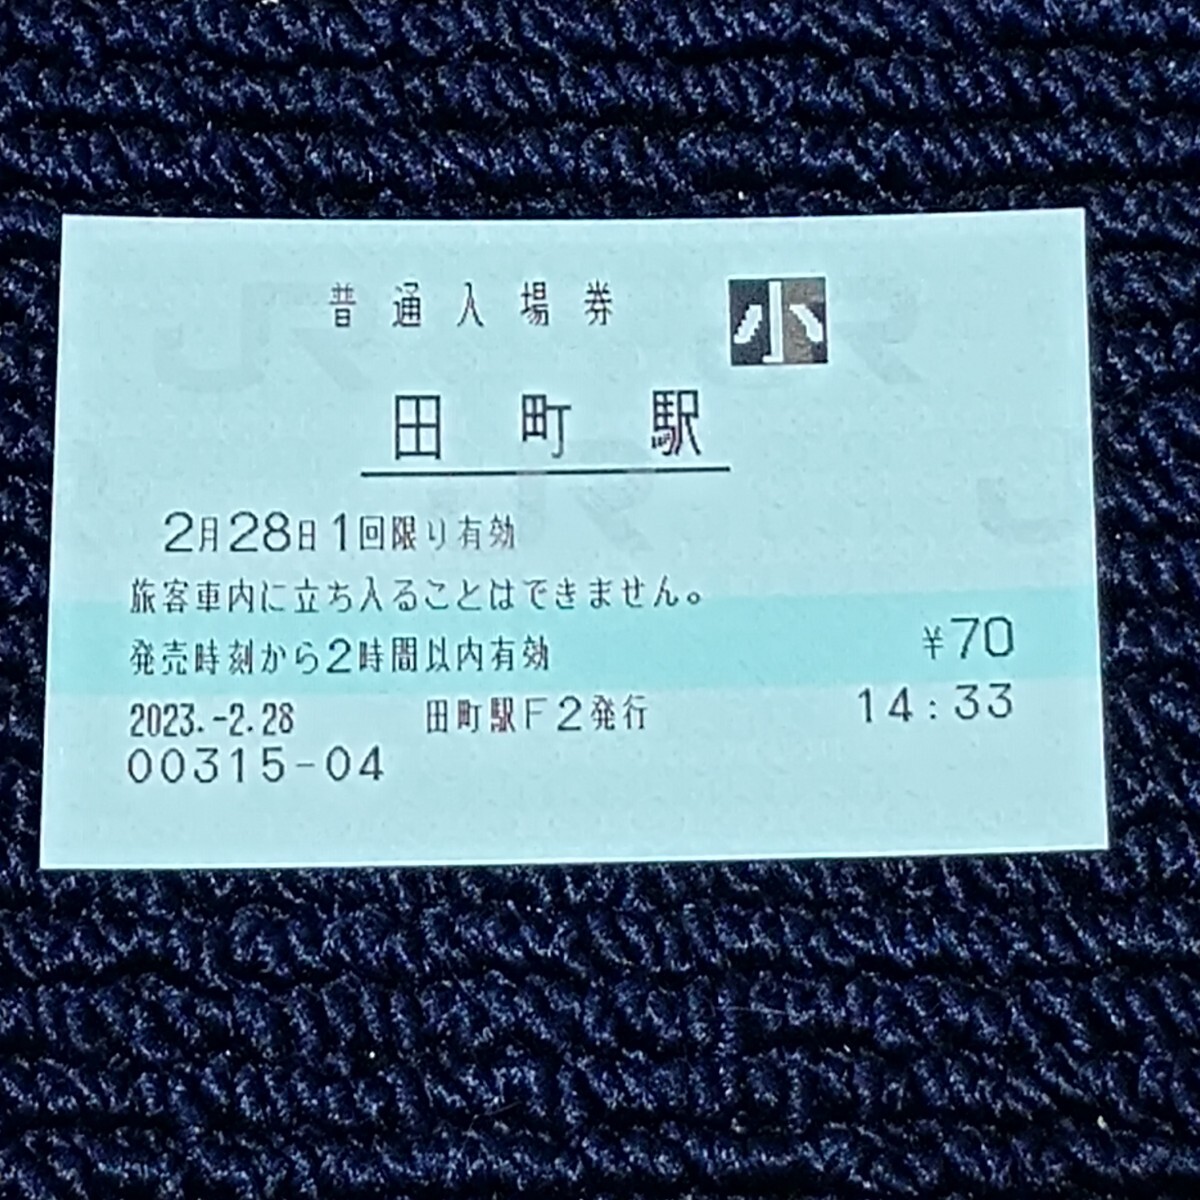 普通入場券 小
田町駅
2月28日1回限り有効
旅客車内に立ち入ることはできません。
発売時刻から2時間以内有効 ¥70
2023.-2.28 田町駅F2発行 14:33
00315-04